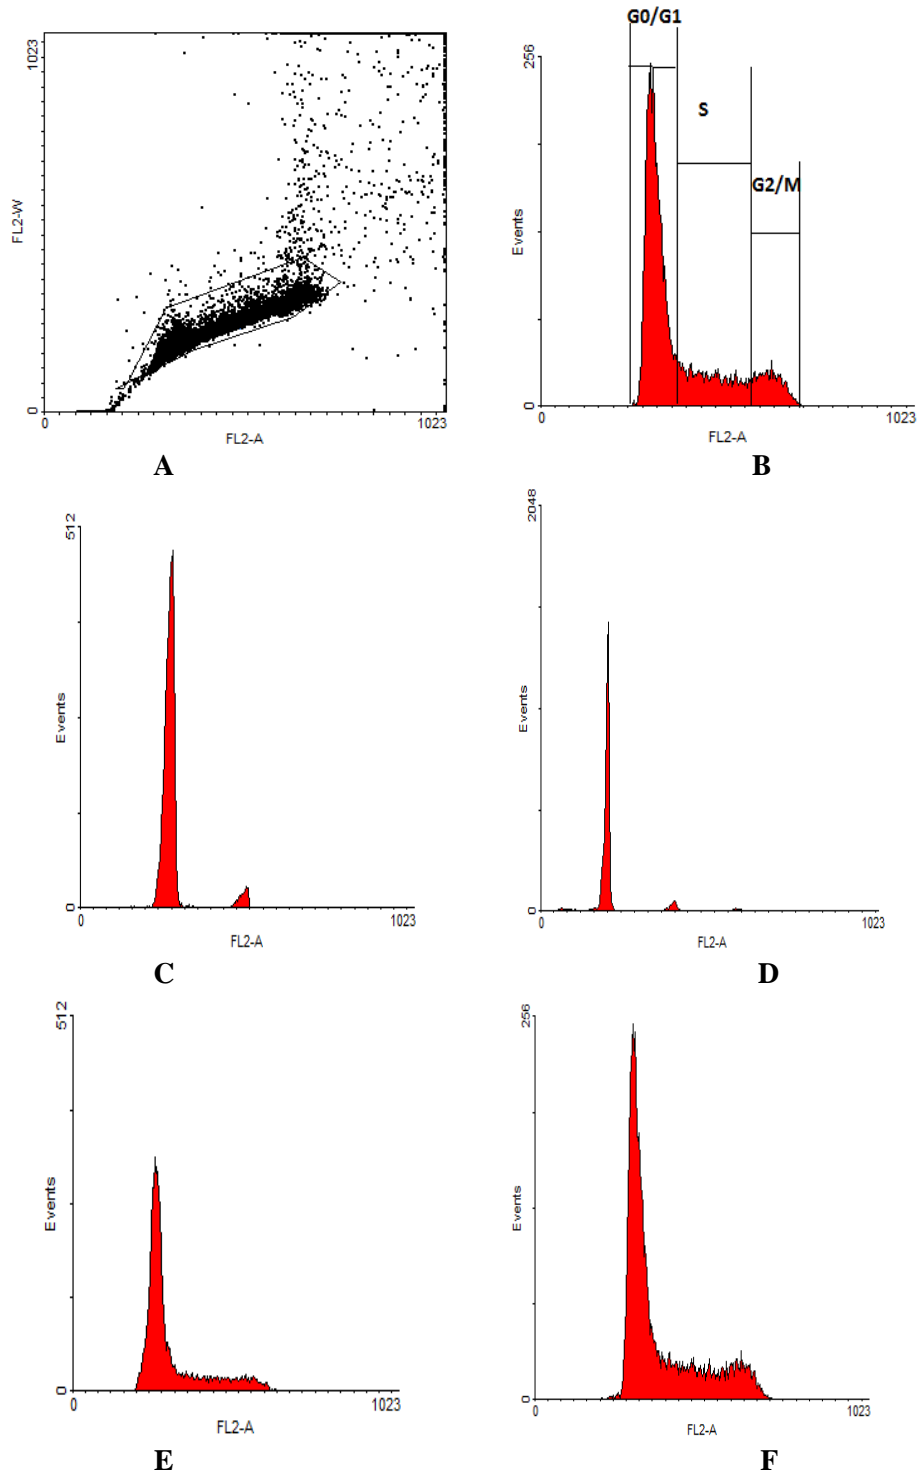 1023
FL2-W
0
0
1023
FL2-A
A
G0/G1
256
S
G2/M
Events
0
0
1023
FL2-A
B
512
Events
0
0
1023
FL2-A
C
2048
Events
0
0
1023
FL2-A
D
512
Events
0
0
1023
FL2-A
E
256
Events
0
0
1023
FL2-A
F